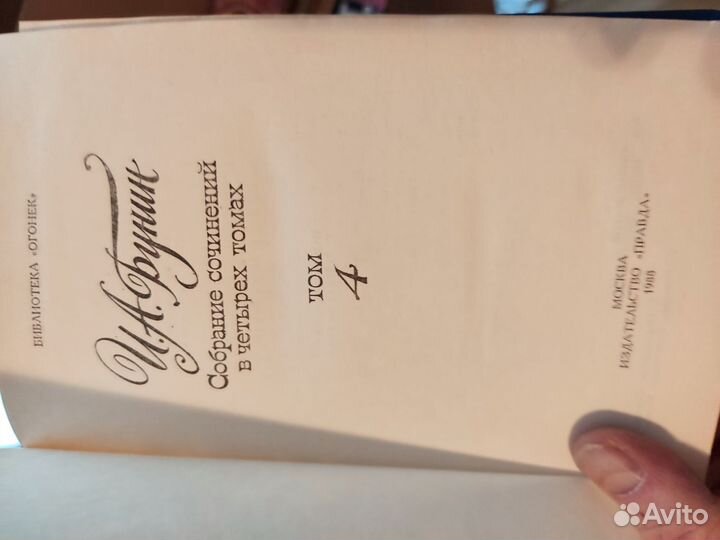 БИБЛИОТЕКА «ОГОНЕК»
И.А.Бунин
Собрание сочинений
в четырех томах
ТОМ
4
МОСКВА
ИЗДАТЕЛЬСТВО «ПРАВДА»
1988
Avito